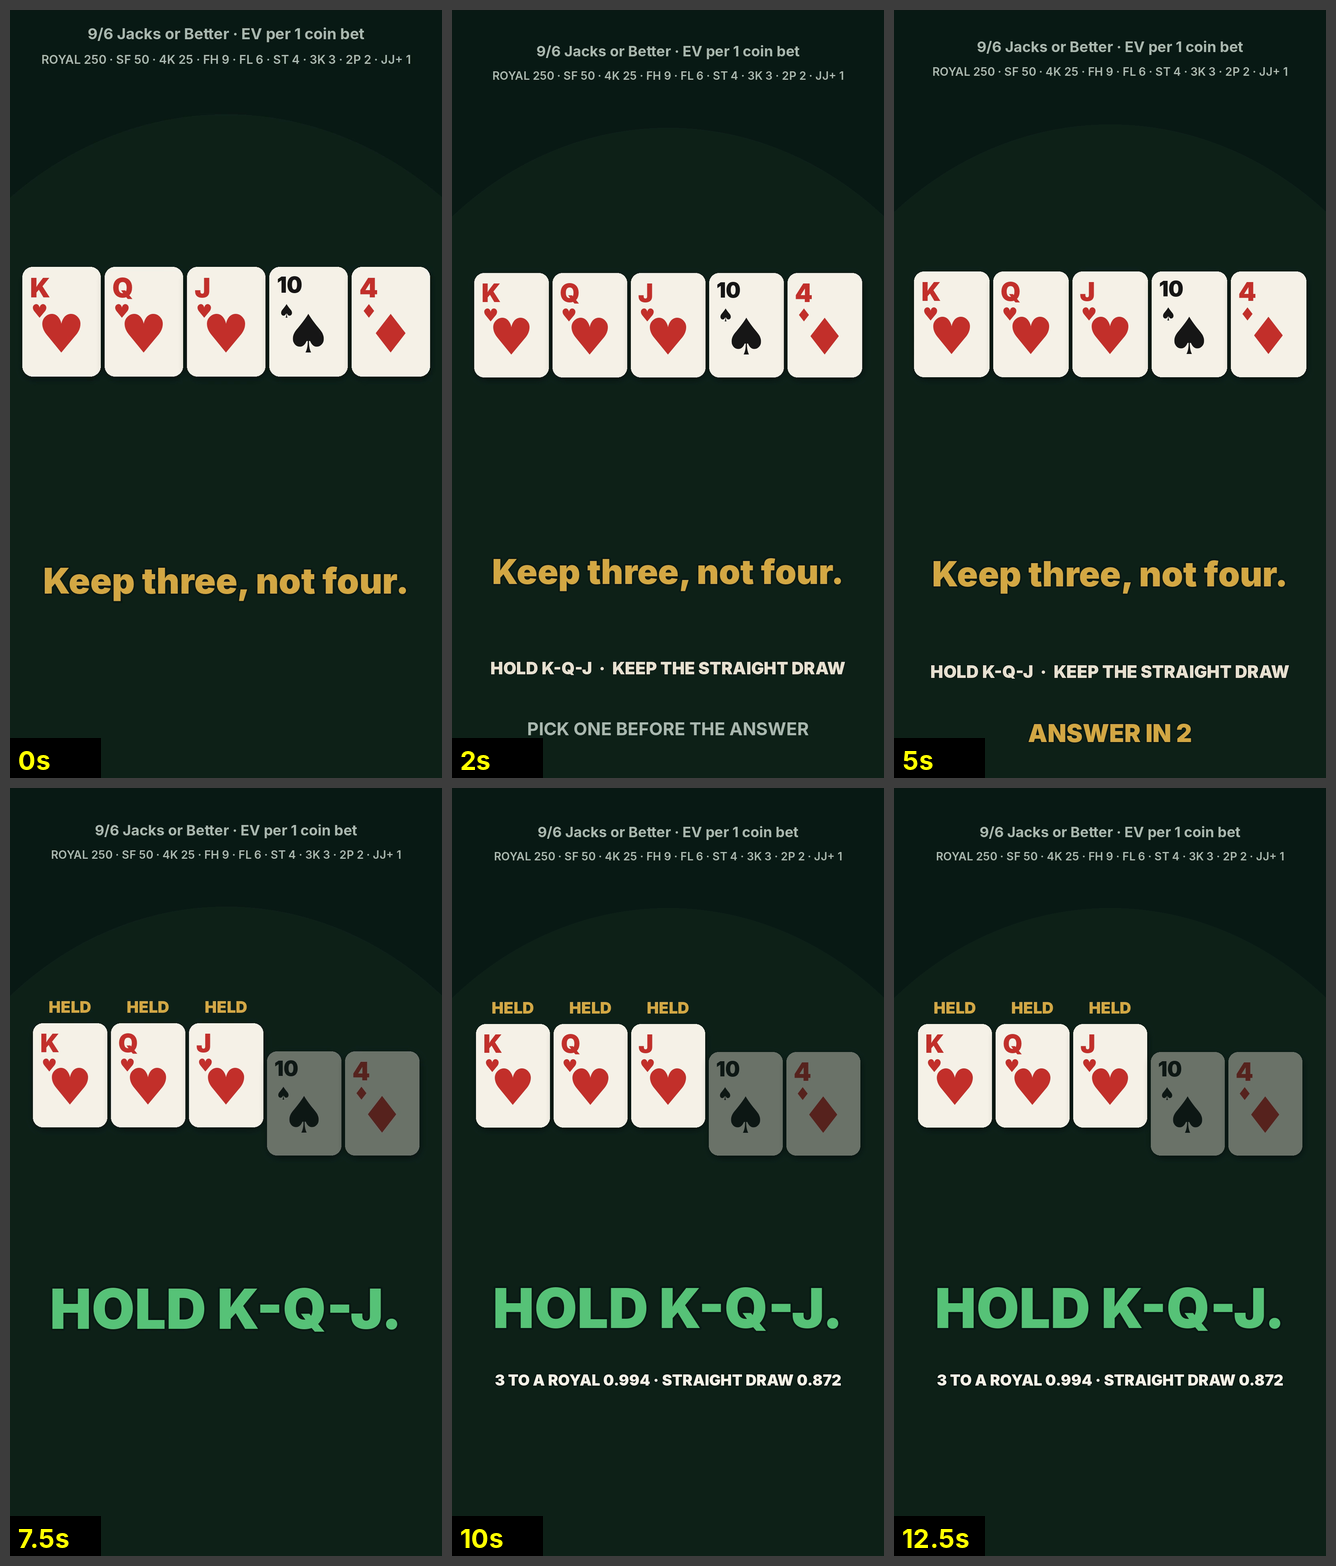 9/6 Jacks or Better · EV per 1 coin bet
ROYAL 250 · SF 50 · 4K 25 · FH 9 · FL 6 · ST 4 · 3K 3 · 2P 2 · JJ+ 1
K
Q
J
10
4
Keep three, not four.
0s
9/6 Jacks or Better · EV per 1 coin bet
ROYAL 250 · SF 50 · 4K 25 · FH 9 · FL 6 · ST 4 · 3K 3 · 2P 2 · JJ+ 1
K
Q
J
10
4
Keep three, not four.
HOLD K-Q-J · KEEP THE STRAIGHT DRAW
PICK ONE BEFORE THE ANSWER
2s
9/6 Jacks or Better · EV per 1 coin bet
ROYAL 250 · SF 50 · 4K 25 · FH 9 · FL 6 · ST 4 · 3K 3 · 2P 2 · JJ+ 1
K
Q
J
10
4
Keep three, not four.
HOLD K-Q-J · KEEP THE STRAIGHT DRAW
ANSWER IN 2
5s
9/6 Jacks or Better · EV per 1 coin bet
ROYAL 250 · SF 50 · 4K 25 · FH 9 · FL 6 · ST 4 · 3K 3 · 2P 2 · JJ+ 1
HELD HELD HELD
K
Q
J
10
4
HOLD K-Q-J.
7.5s
9/6 Jacks or Better · EV per 1 coin bet
ROYAL 250 · SF 50 · 4K 25 · FH 9 · FL 6 · ST 4 · 3K 3 · 2P 2 · JJ+ 1
HELD HELD HELD
K
Q
J
10
4
HOLD K-Q-J.
3 TO A ROYAL 0.994 · STRAIGHT DRAW 0.872
10s
9/6 Jacks or Better · EV per 1 coin bet
ROYAL 250 · SF 50 · 4K 25 · FH 9 · FL 6 · ST 4 · 3K 3 · 2P 2 · JJ+ 1
HELD HELD HELD
K
Q
J
10
4
HOLD K-Q-J.
3 TO A ROYAL 0.994 · STRAIGHT DRAW 0.872
12.5s